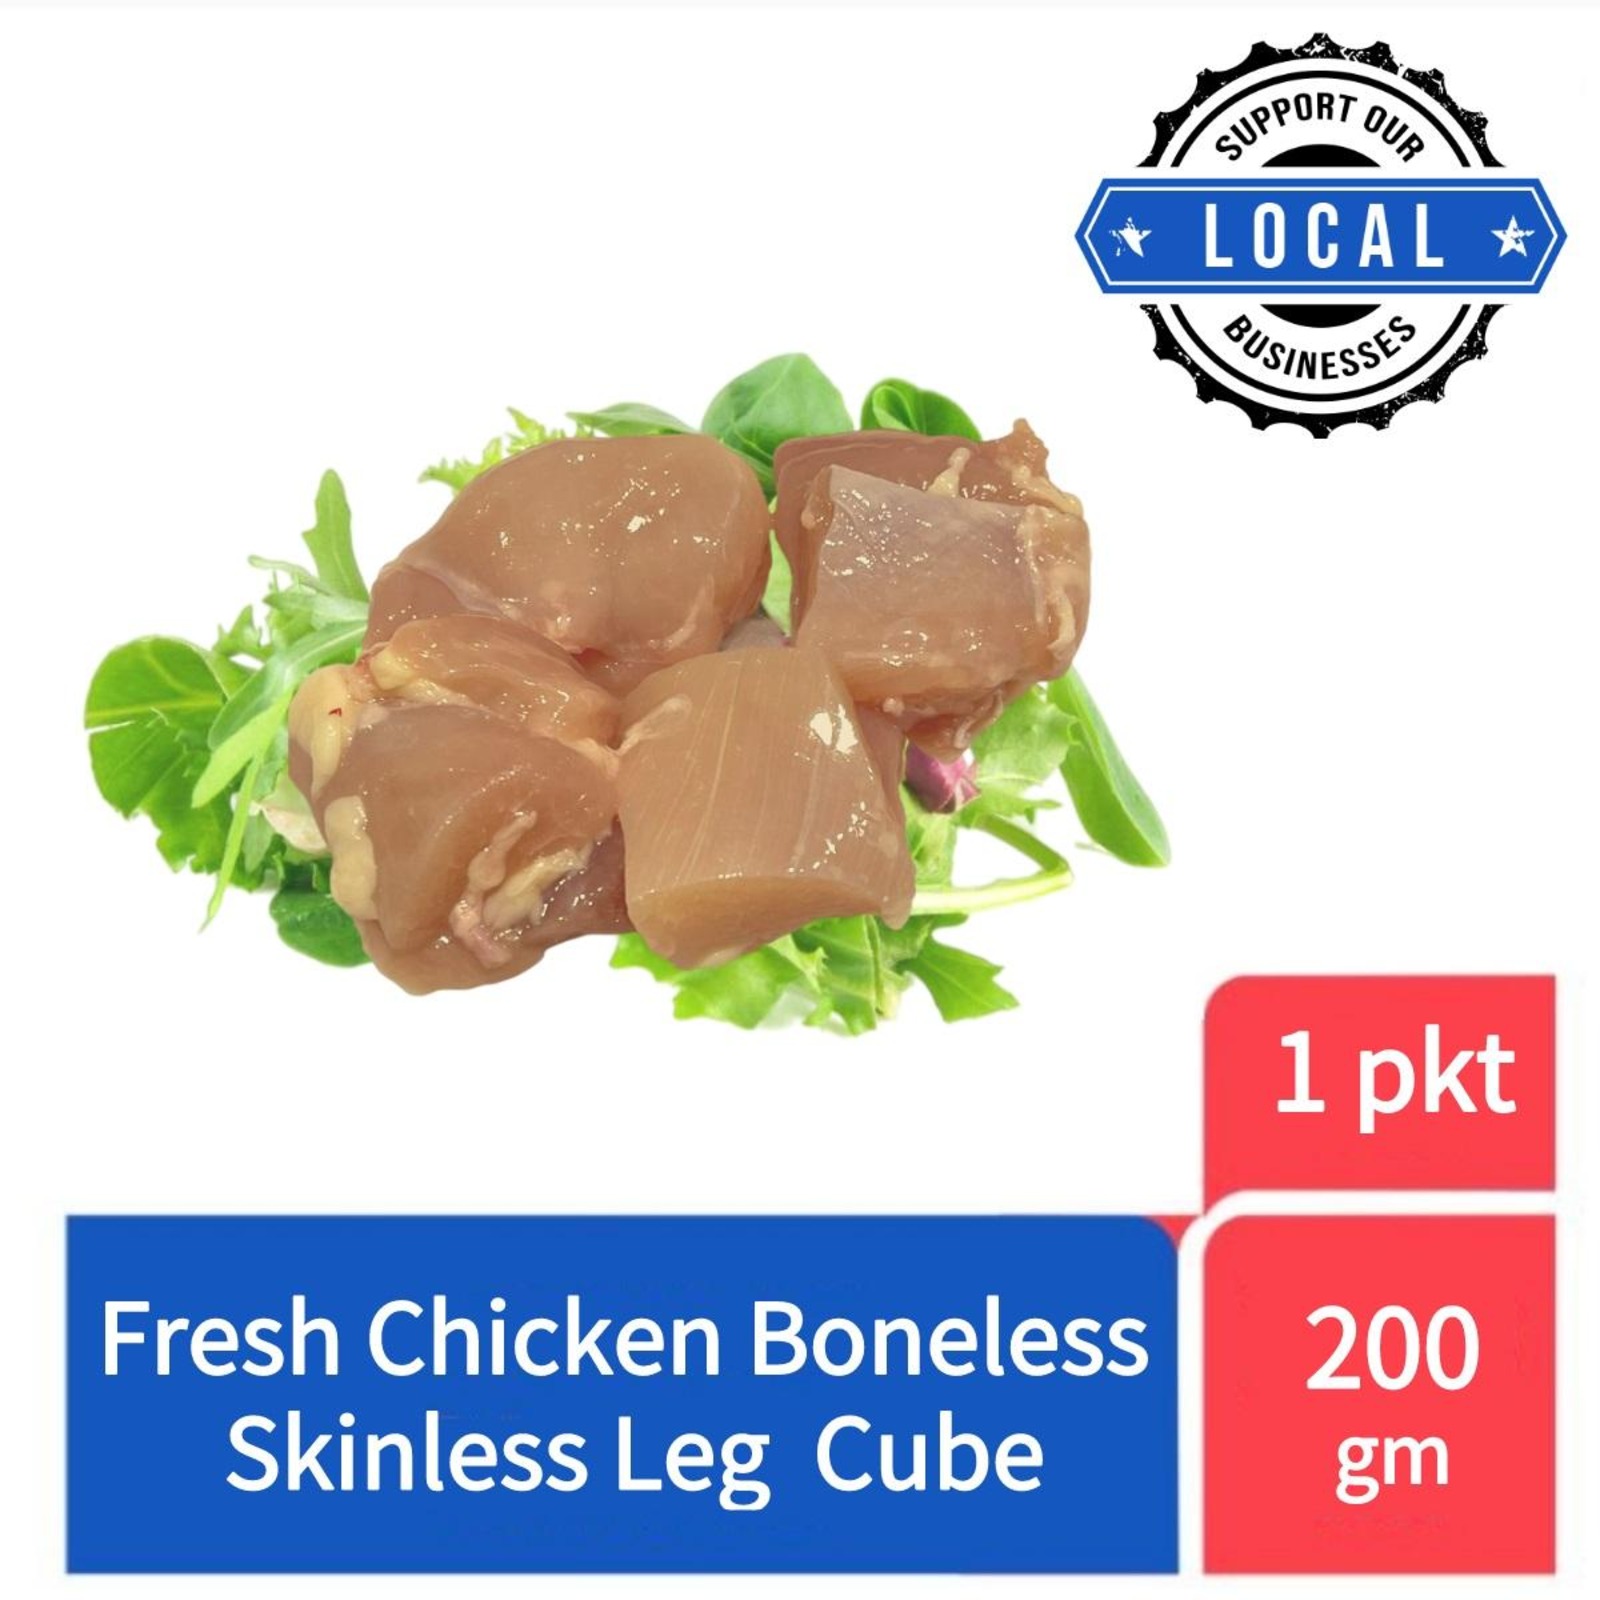 SUPPORT OUR
LOCAL
BUSINESSES
1 pkt
Fresh Chicken Boneless
Skinless Leg Cube
200
gm